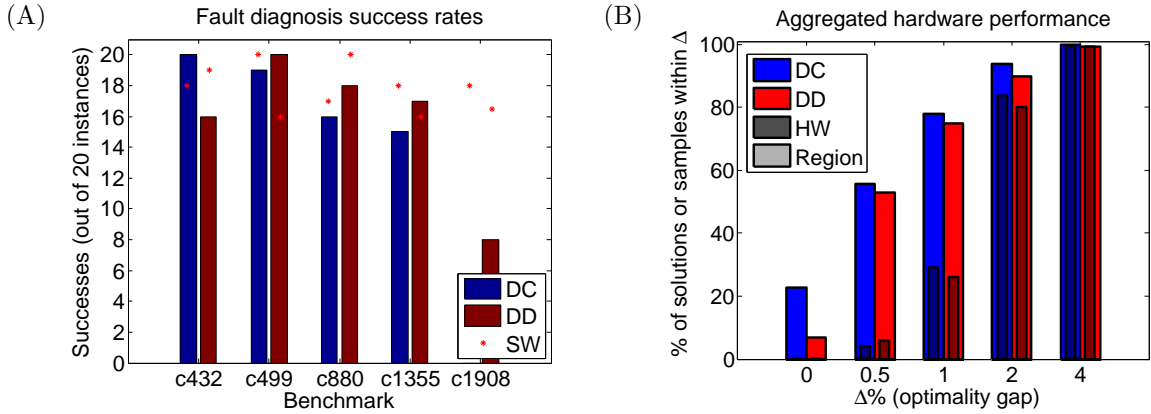 (A)
Fault diagnosis success rates
Successes (out of 20 instances)
20
18
16
14
12
10
8
6
4
2
0
DC
DD
SW
c432 c499 c880 c1355 c1908
Benchmark
(B)
Aggregated hardware performance
% of solutions or samples within Δ
100
80
60
40
20
0
DC
DD
HW
Region
0 0.5 1 2 4
Δ% (optimality gap)